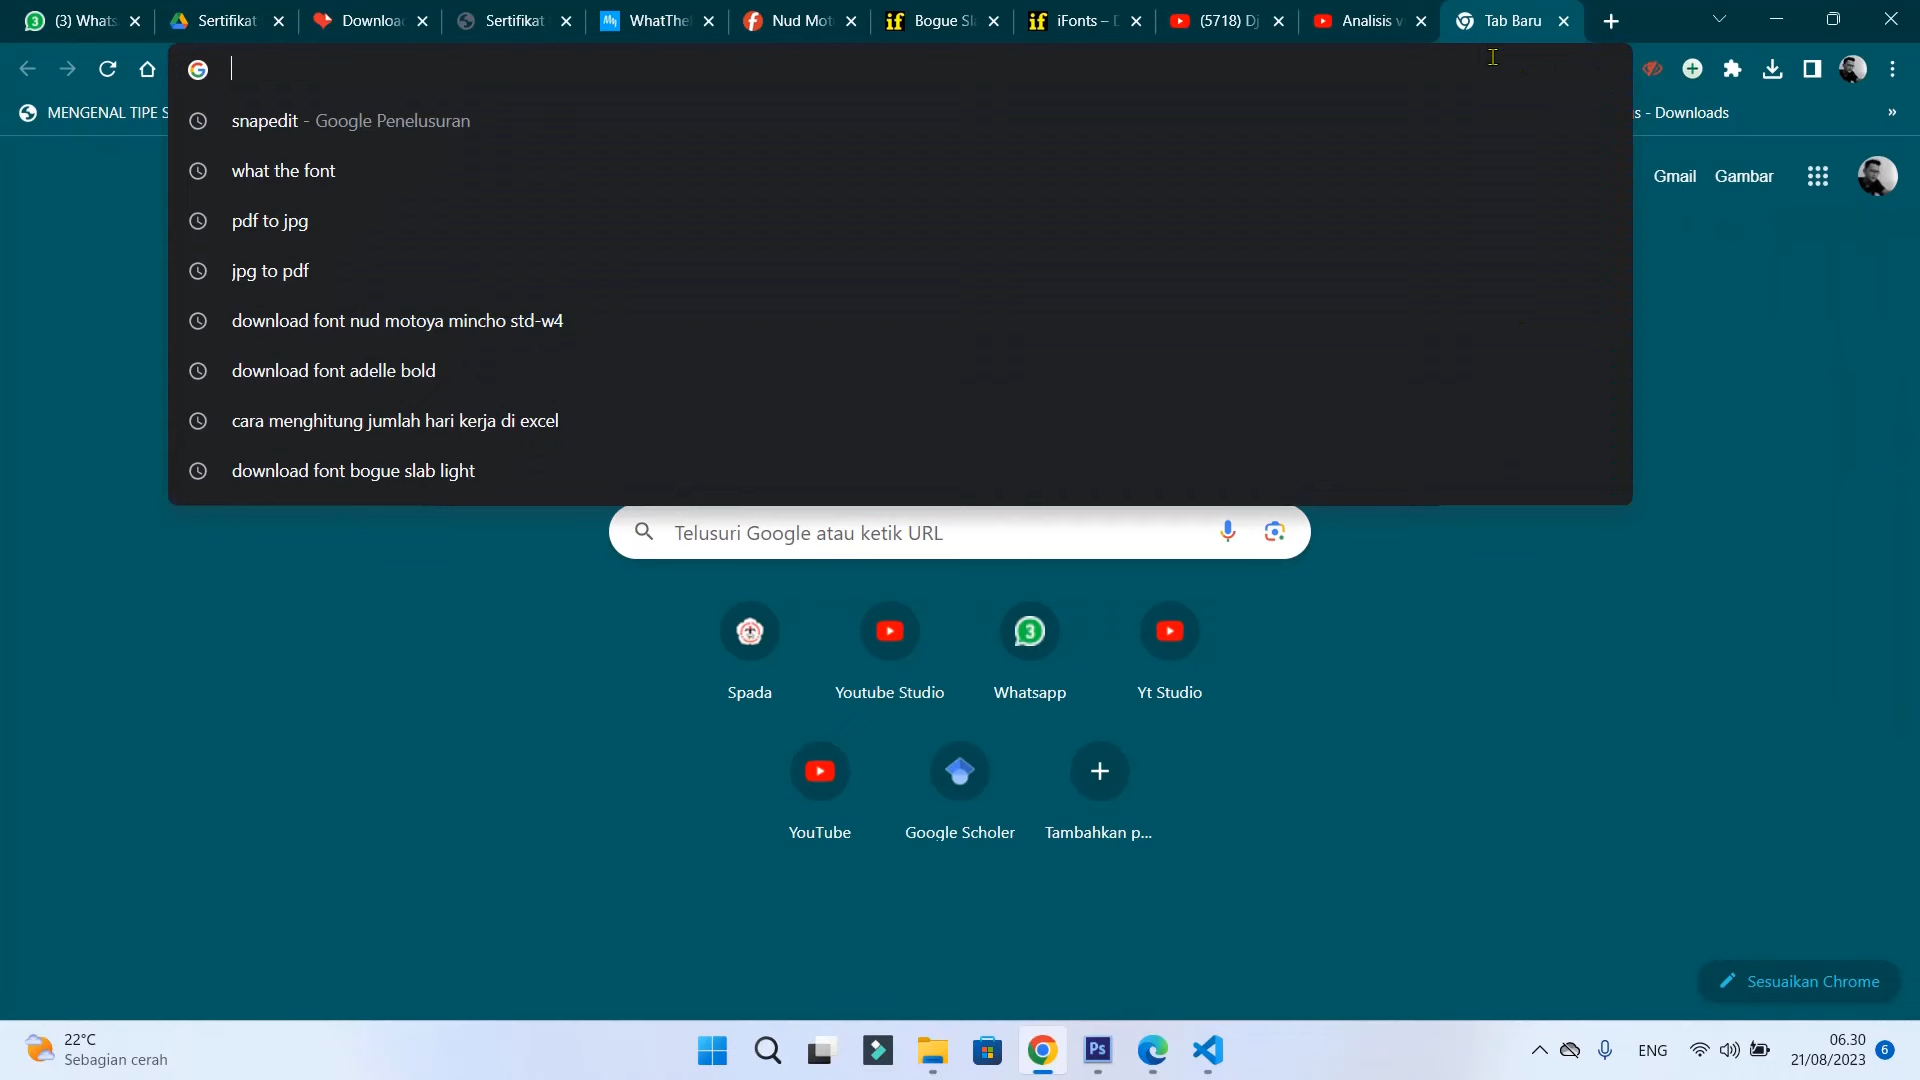 (3) Whats
Sertifikat
Downloa
Sertifikat
WhatThe
Nud Mot
Bogue Sl
iFonts – D
(5718) Dj
Analisis v
Tab Baru
MENGENAL TIPE S
s - Downloads
»
snapedit - Google Penelusuran
what the font
pdf to jpg
jpg to pdf
download font nud motoya mincho std-w4
download font adelle bold
cara menghitung jumlah hari kerja di excel
download font bogue slab light
Gmail
Gambar
Telusuri Google atau ketik URL
Spada
Youtube Studio
Whatsapp
Yt Studio
YouTube
Google Scholer
Tambahkan p...
Sesuaikan Chrome
22°C
Sebagian cerah
ENG
06.30
21/08/2023
6